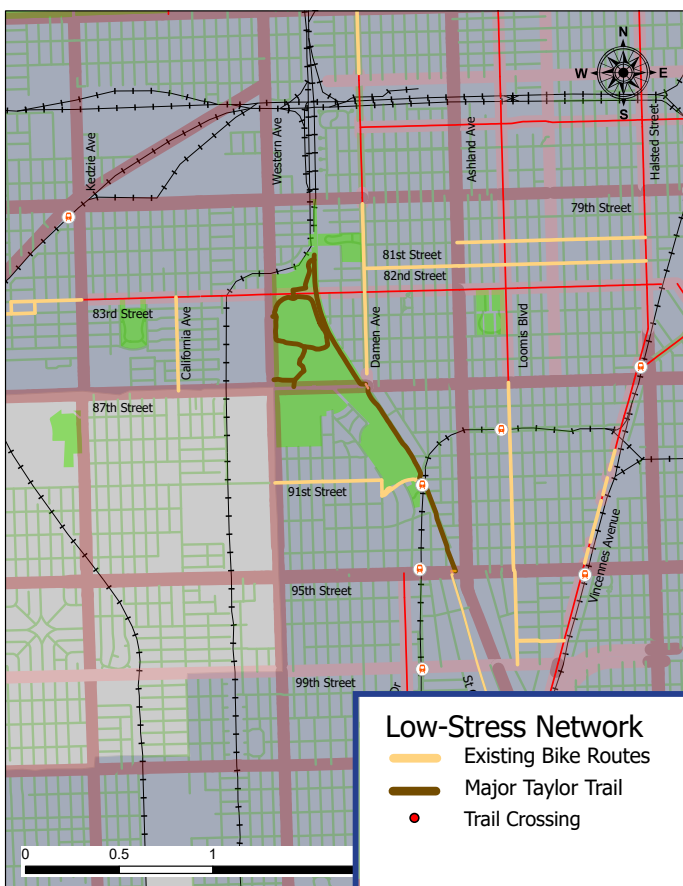 N
W
E
S
Kedzie Ave
Western Ave
Ashland Ave
Halsted Street
79th Street
81st Street
82nd Street
83rd Street
California Ave
Damen Ave
Loomis Blvd
87th Street
91st Street
95th Street
Vincennes Avenue
99th Street
Dr
St
Low-Stress Network
Existing Bike Routes
Major Taylor Trail
Trail Crossing
0
0.5
1